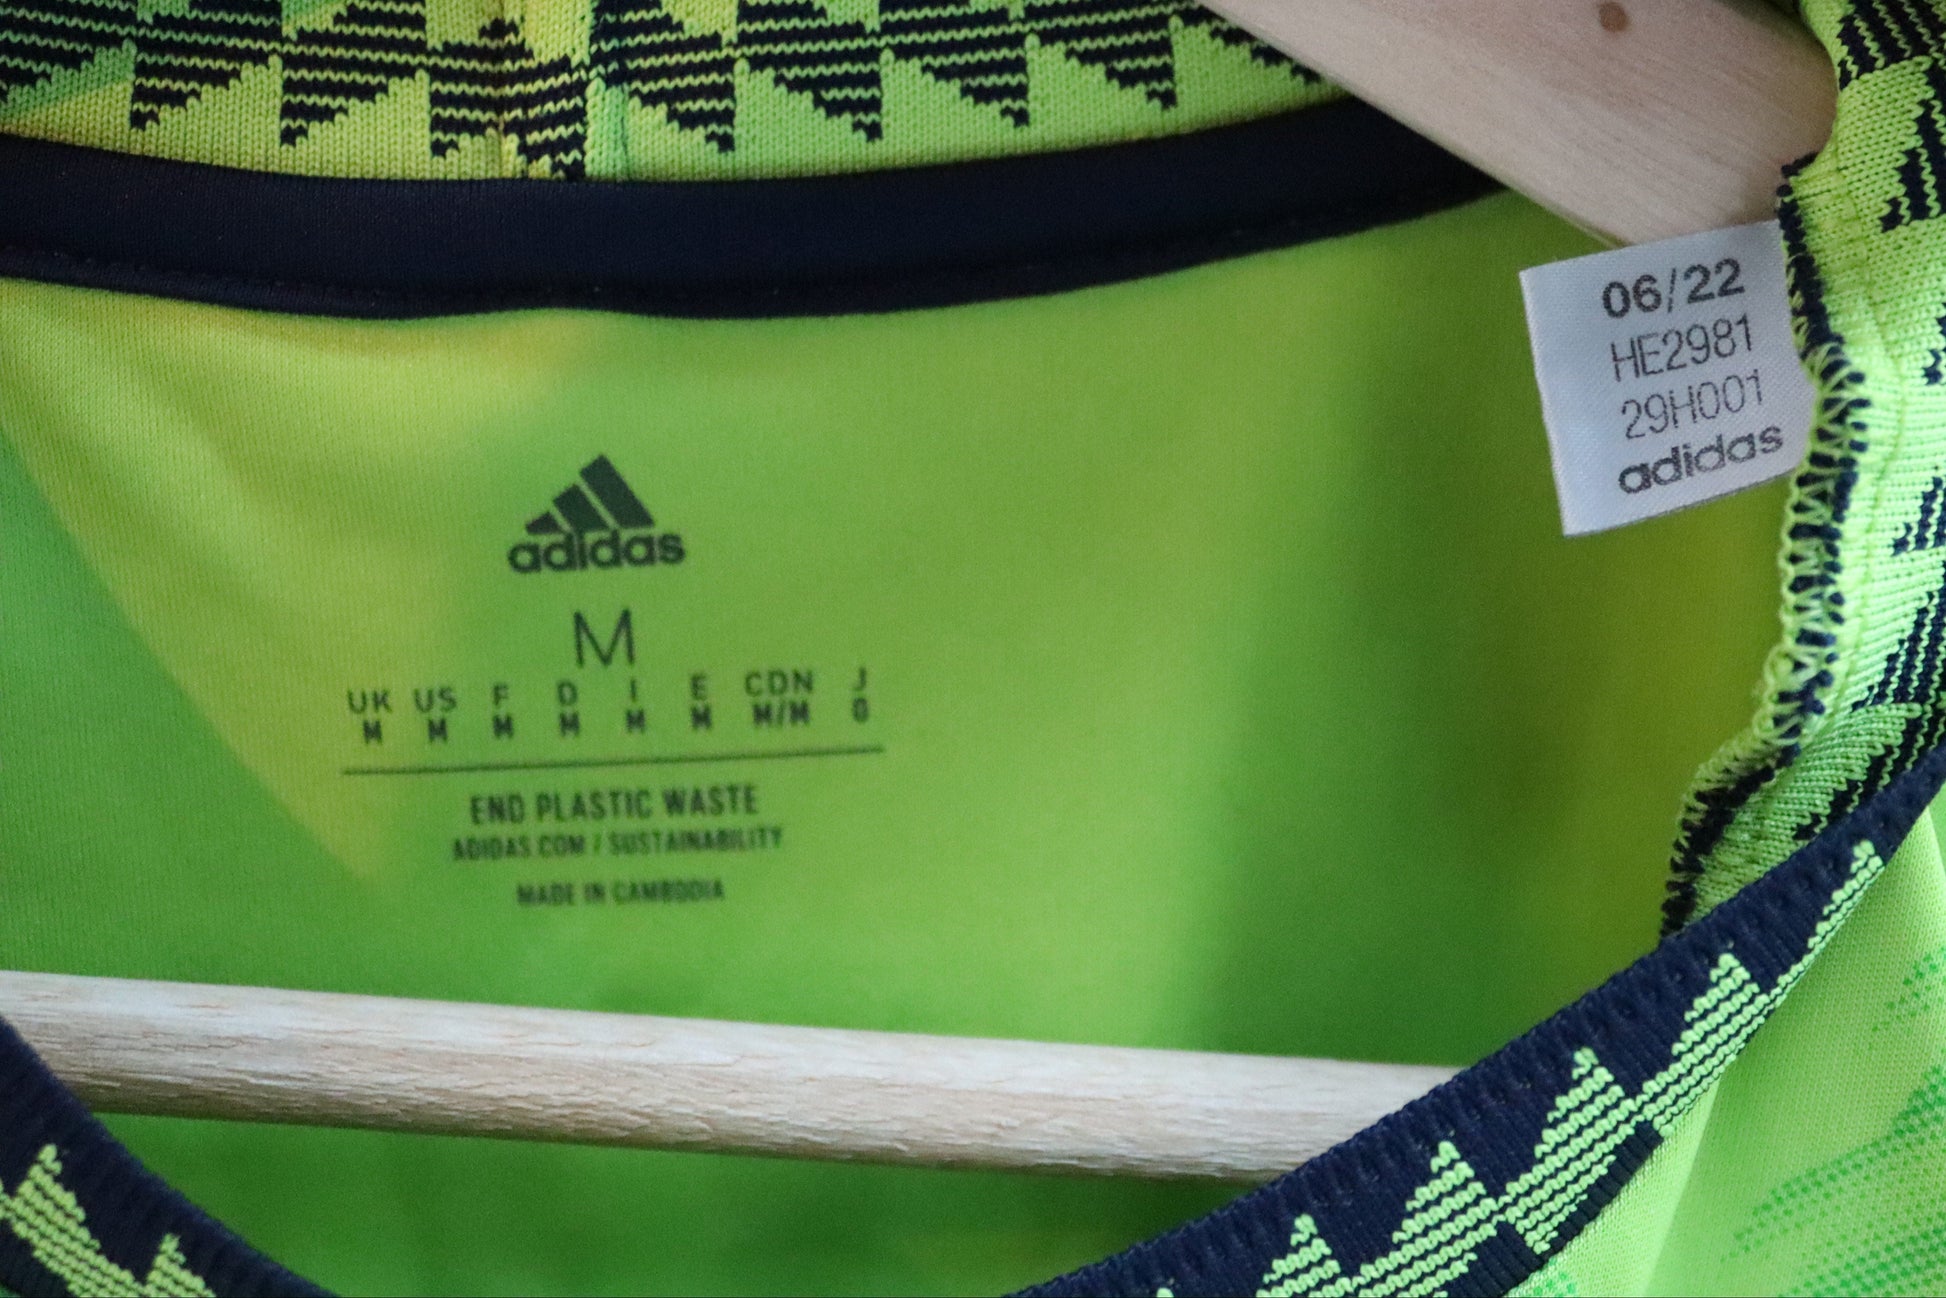 06/22
HE2981
29H001
adidas
adidas
M
UK US F D I E CDN J
M M M M M M M/M O
END PLASTIC WASTE
ADIDAS.COM / SUSTAINABILITY
MADE IN CAMBODIA